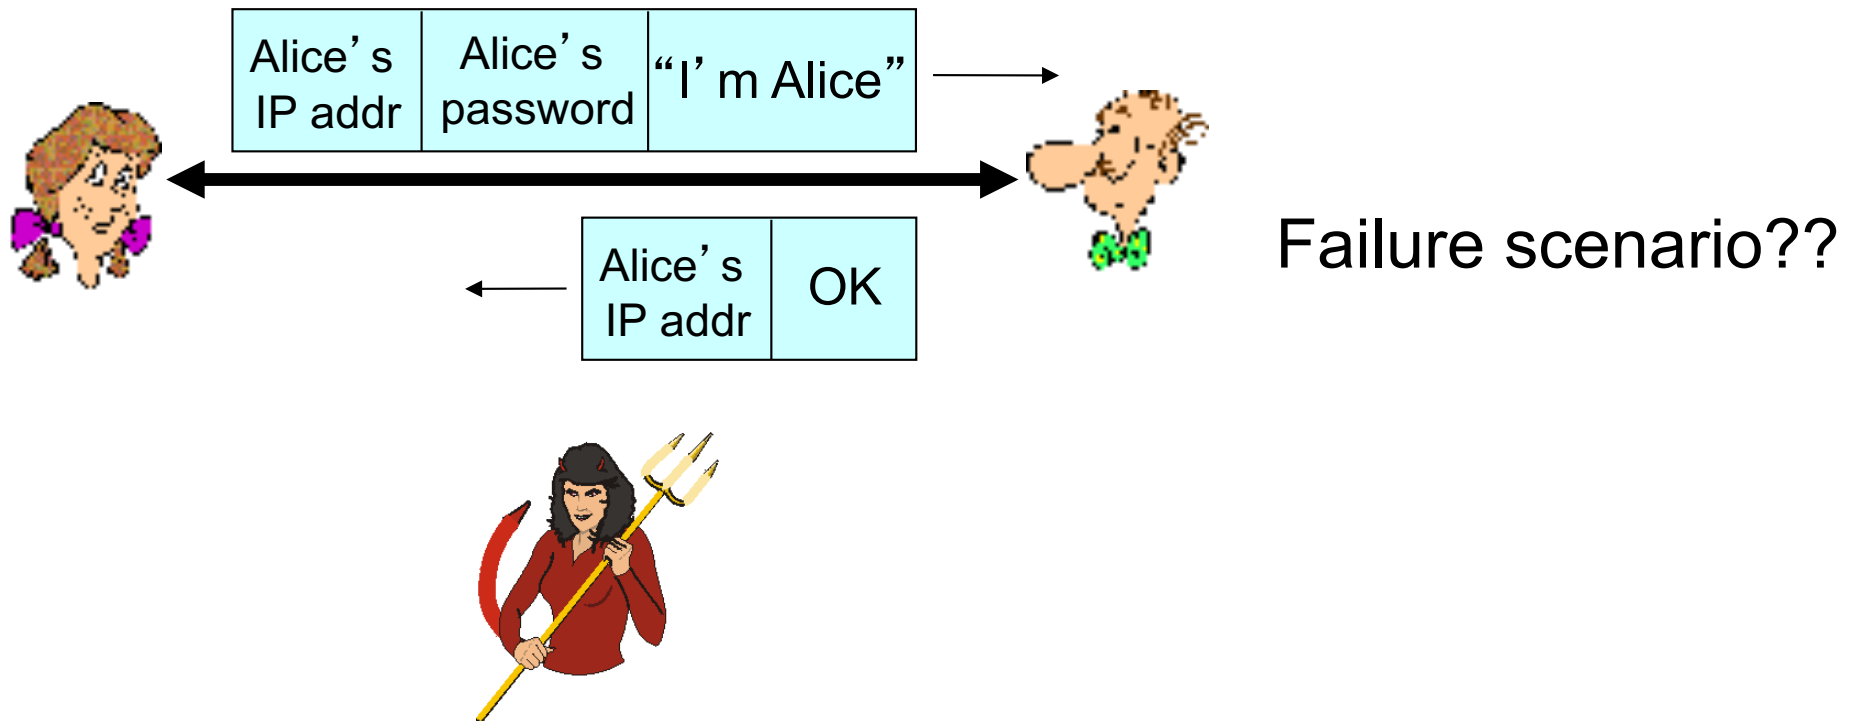 Alice’s
IP addr
Alice’s
password
“I’m Alice”
Alice’s
IP addr
OK
Failure scenario??